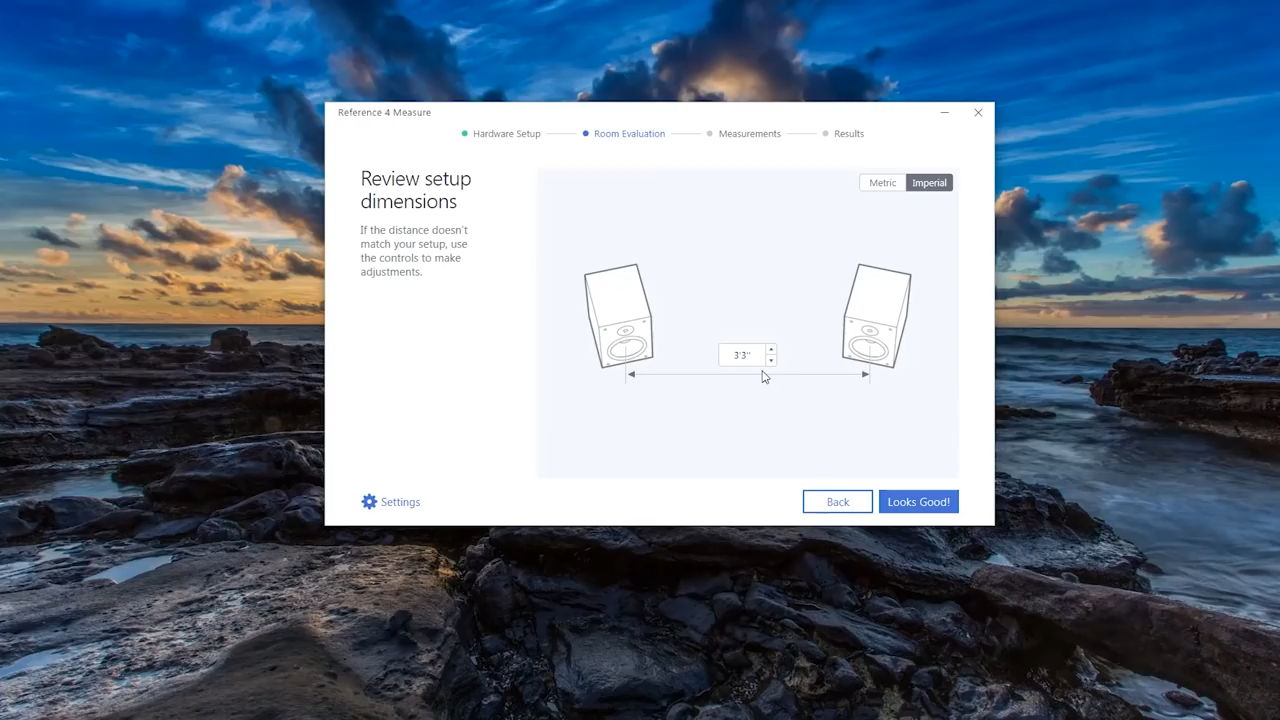 Reference 4 Measure
Hardware Setup
Room Evaluation
Measurements
Results
Review setup
dimensions
If the distance doesn't
match your setup, use
the controls to make
adjustments.
Metric
Imperial
3'3''
Settings
Back
Looks Good!